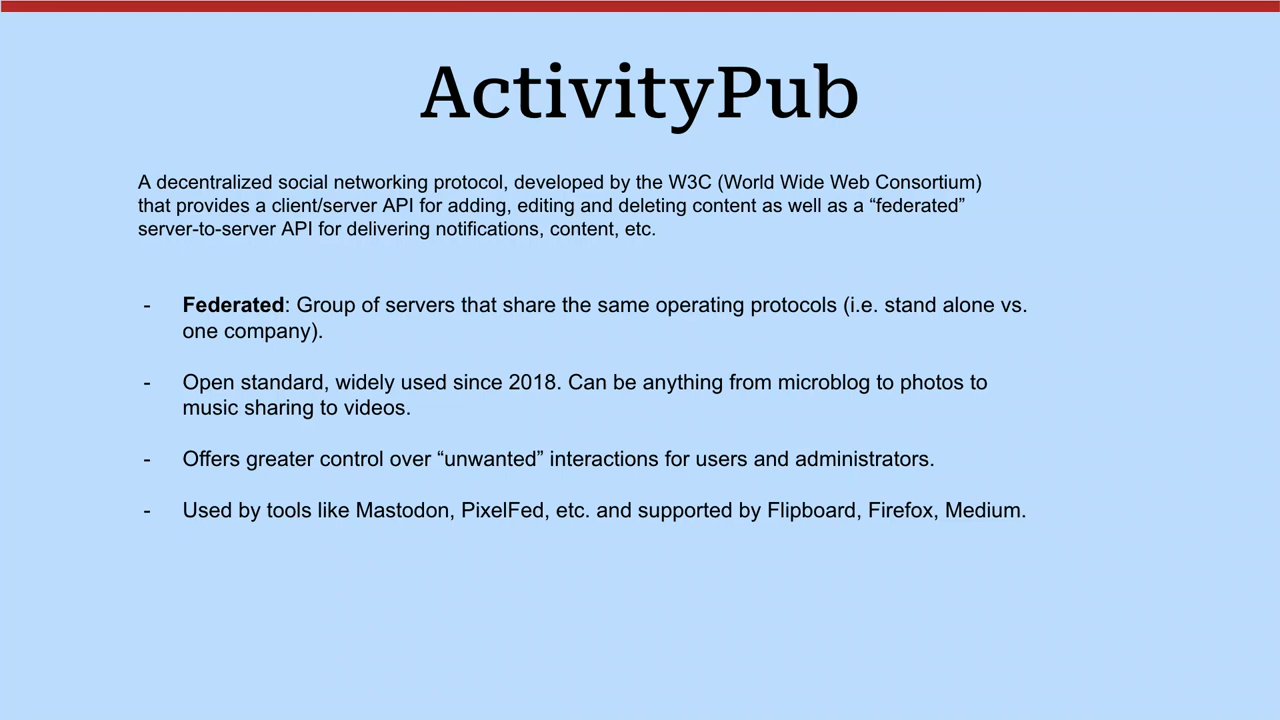 ActivityPub
A decentralized social networking protocol, developed by the W3C (World Wide Web Consortium)
that provides a client/server API for adding, editing and deleting content as well as a “federated”
server-to-server API for delivering notifications, content, etc.
- Federated: Group of servers that share the same operating protocols (i.e. stand alone vs.
one company).
- Open standard, widely used since 2018. Can be anything from microblog to photos to
music sharing to videos.
- Offers greater control over “unwanted” interactions for users and administrators.
- Used by tools like Mastodon, PixelFed, etc. and supported by Flipboard, Firefox, Medium.